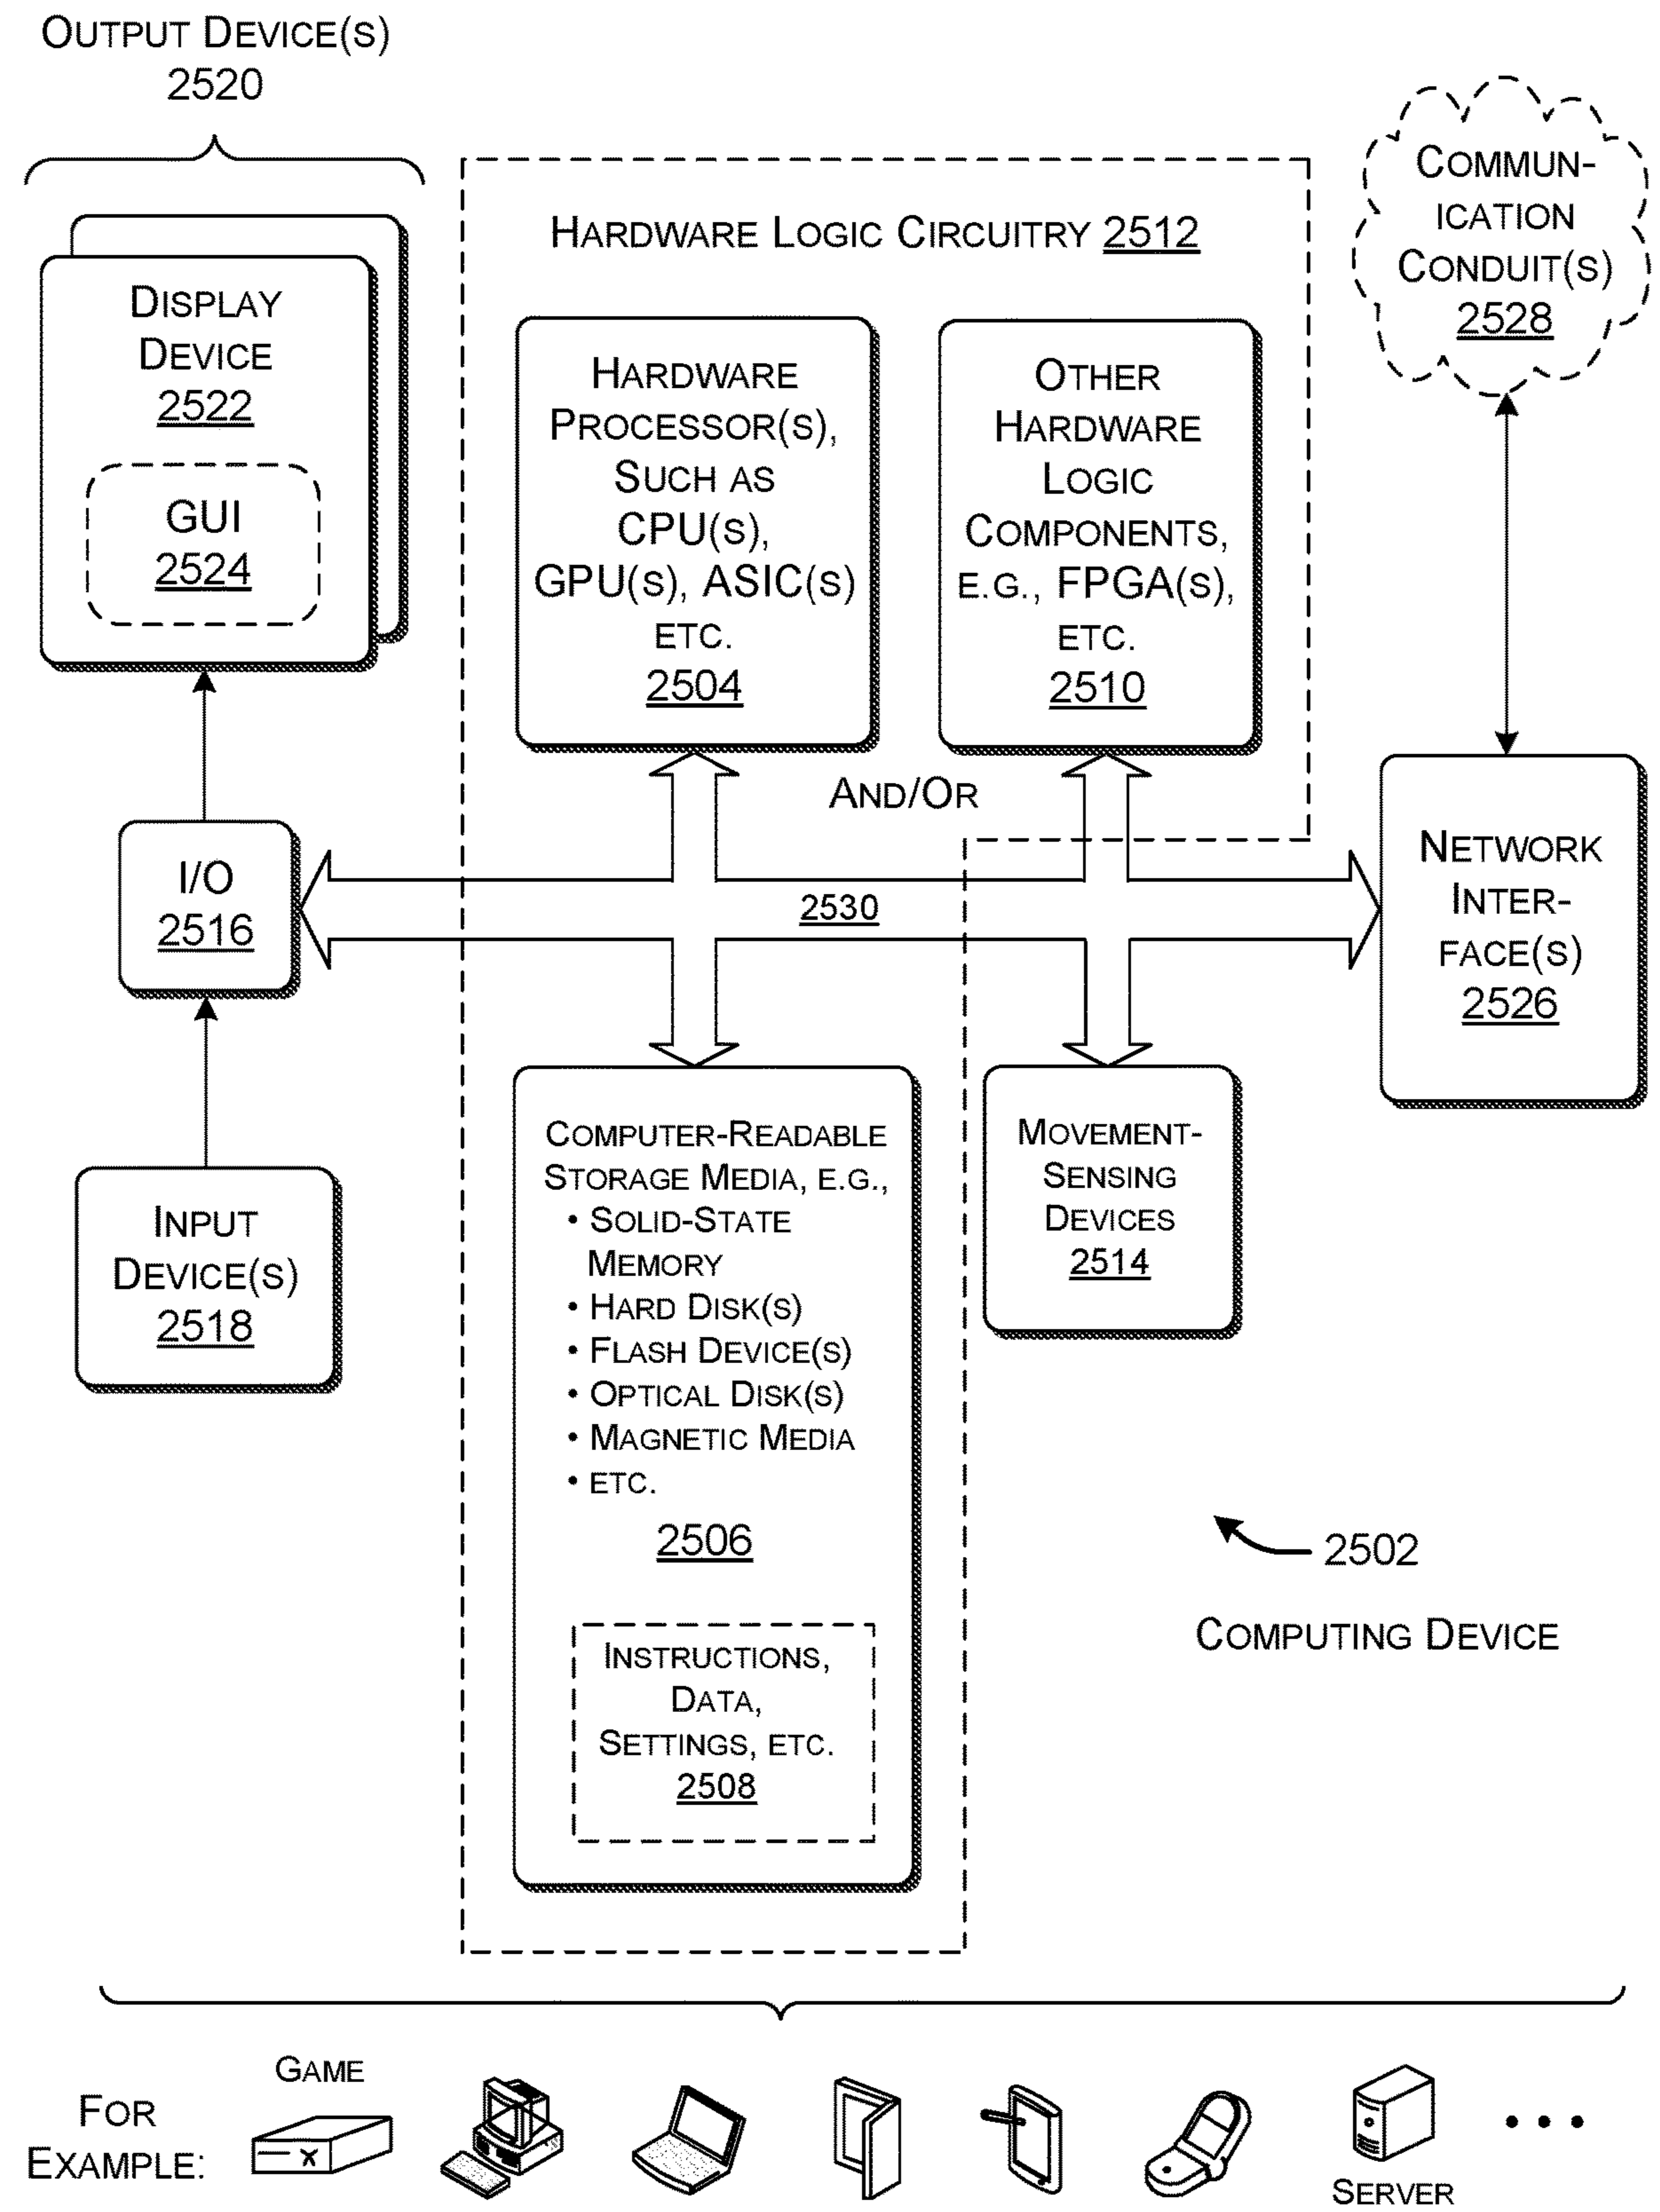 OUTPUT DEVICE(S)
2520
DISPLAY
DEVICE
2522
GUI
2524
I/O
2516
INPUT
DEVICE(S)
2518
HARDWARE LOGIC CIRCUITRY 2512
HARDWARE
PROCESSOR(S),
SUCH AS
CPU(S),
GPU(S), ASIC(S)
ETC.
2504
OTHER
HARDWARE
LOGIC
COMPONENTS,
E.G., FPGA(S),
ETC.
2510
AND/OR
2530
COMPUTER-READABLE
STORAGE MEDIA, E.G.,
• SOLID-STATE
MEMORY
• HARD DISK(S)
• FLASH DEVICE(S)
• OPTICAL DISK(S)
• MAGNETIC MEDIA
• ETC.
2506
INSTRUCTIONS,
DATA,
SETTINGS, ETC.
2508
MOVEMENT-
SENSING
DEVICES
2514
COMMUN-
ICATION
CONDUIT(S)
2528
NETWORK
INTER-
FACE(S)
2526
2502
COMPUTING DEVICE
FOR
EXAMPLE:
GAME
SERVER
• • •